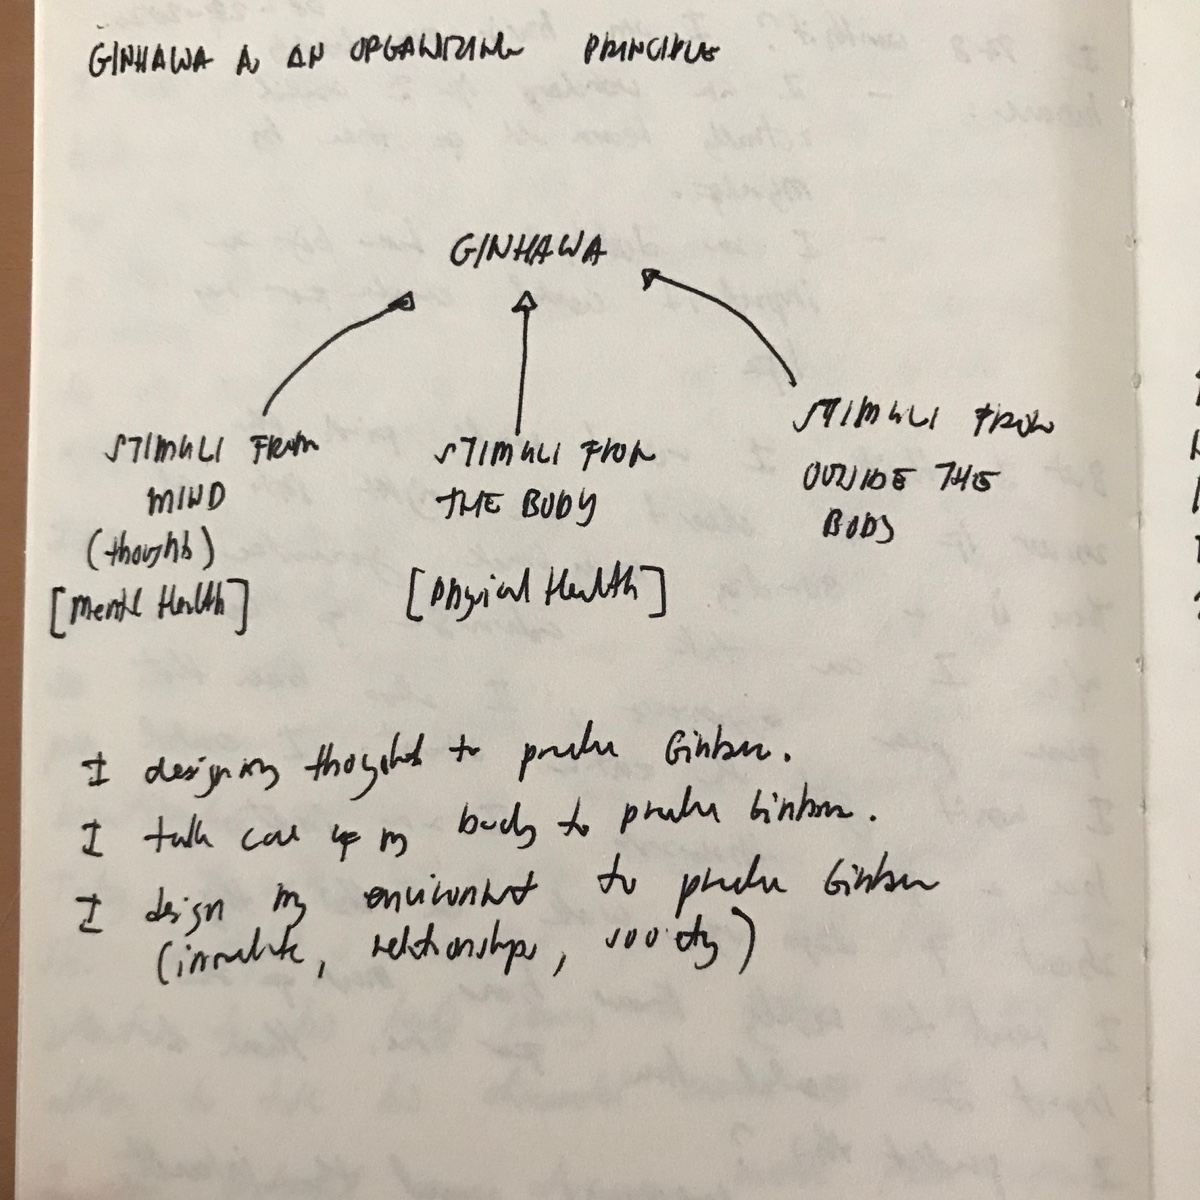 GINHAWA AS AN ORGANIZING PRINCIPLE
GINHAWA
STIMULI FROM
MIND
(thoughts)
[Mental Health]
STIMULI FROM
THE BODY
[Physical Health]
STIMULI FROM
OUTSIDE THE
BODY
I designing thoughts to produce Ginhawa.
I take care of my body to produce Ginhawa.
I design my environment to produce Ginhawa
(immediate, relationships, society)